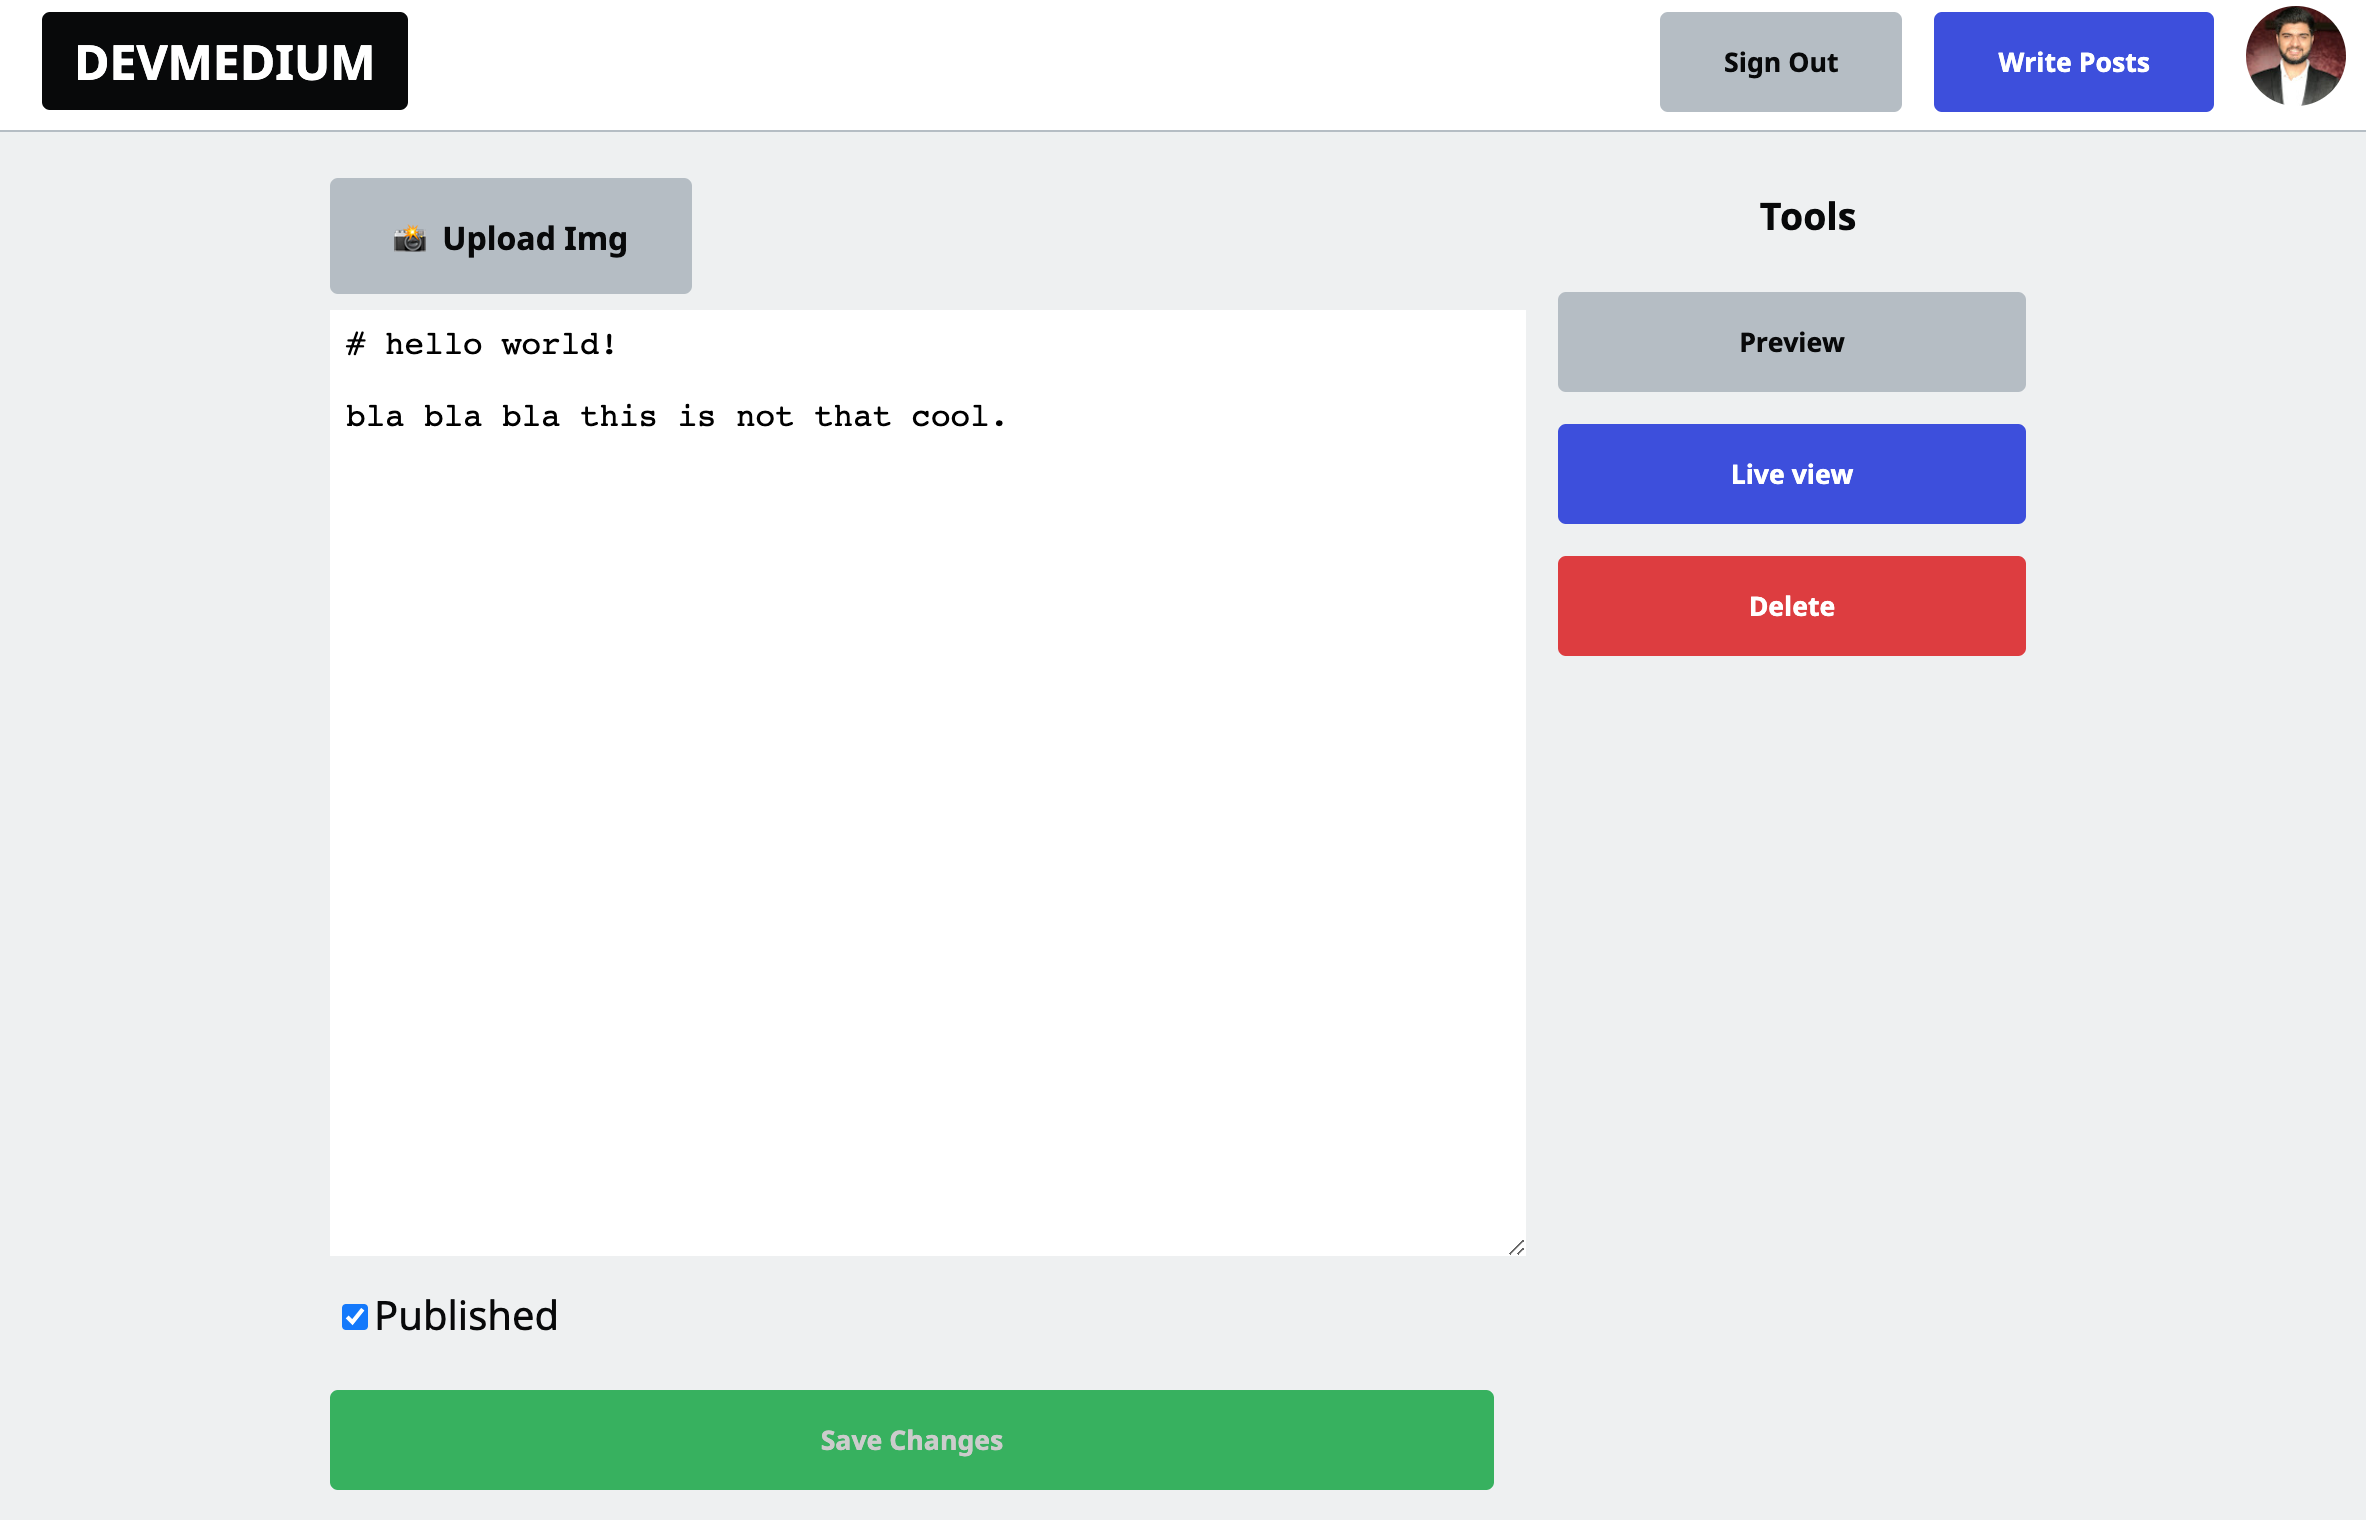 DEVMEDIUM
Sign Out
Write Posts
📸 Upload Img
# hello world!
bla bla bla this is not that cool.
Published
Save Changes
Tools
Preview
Live view
Delete